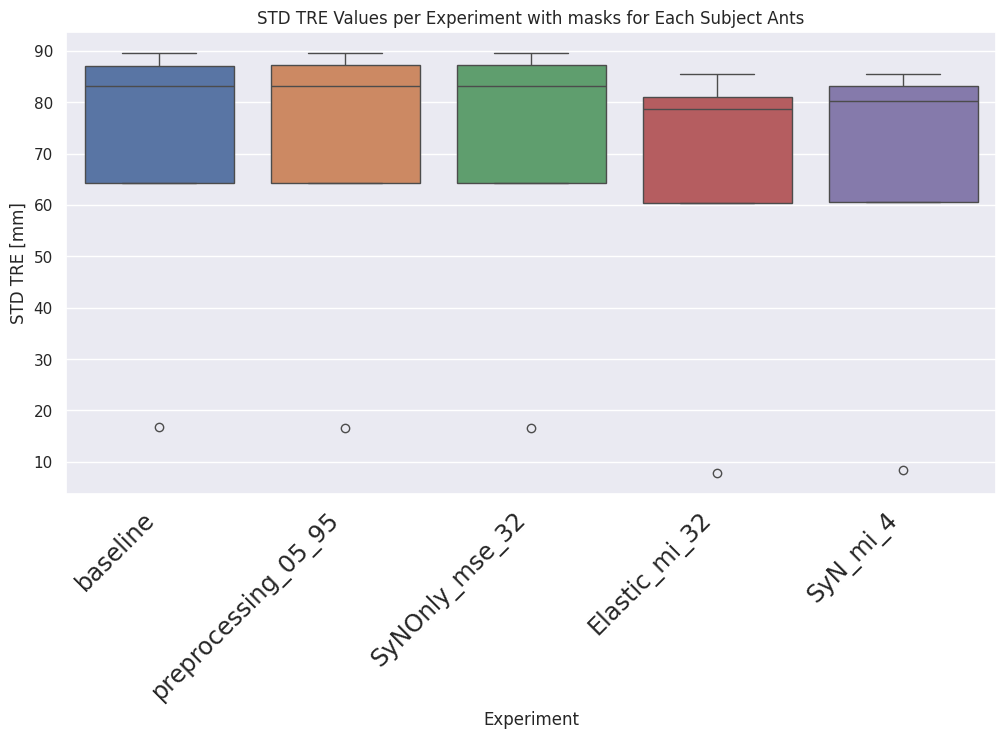 STD TRE Values per Experiment with masks for Each Subject Ants
STD TRE [mm]
90
80
70
60
50
40
30
20
10
baseline
preprocessing_05_95
SyNOnly_mse_32
Elastic_mi_32
SyN_mi_4
Experiment